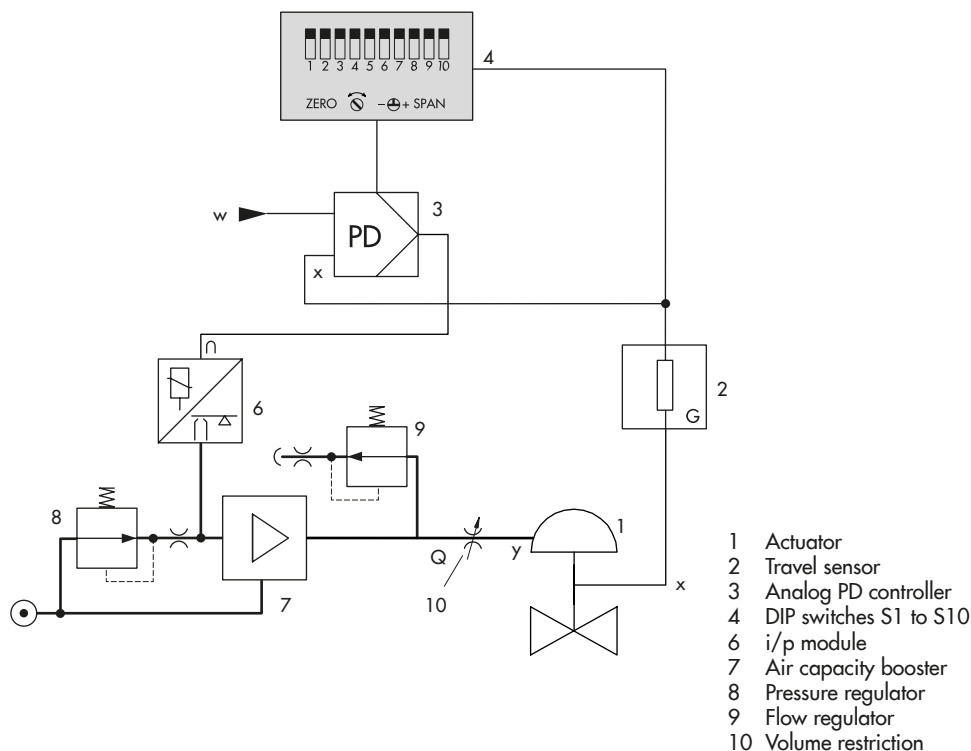 1 2 3 4 5 6 7 8 9 10
ZERO - + SPAN
4
w
PD
3
x
6
9
2
G
8
7
Q
10
y
1
x
1 Actuator
2 Travel sensor
3 Analog PD controller
4 DIP switches S1 to S10
6 i/p module
7 Air capacity booster
8 Pressure regulator
9 Flow regulator
10 Volume restriction